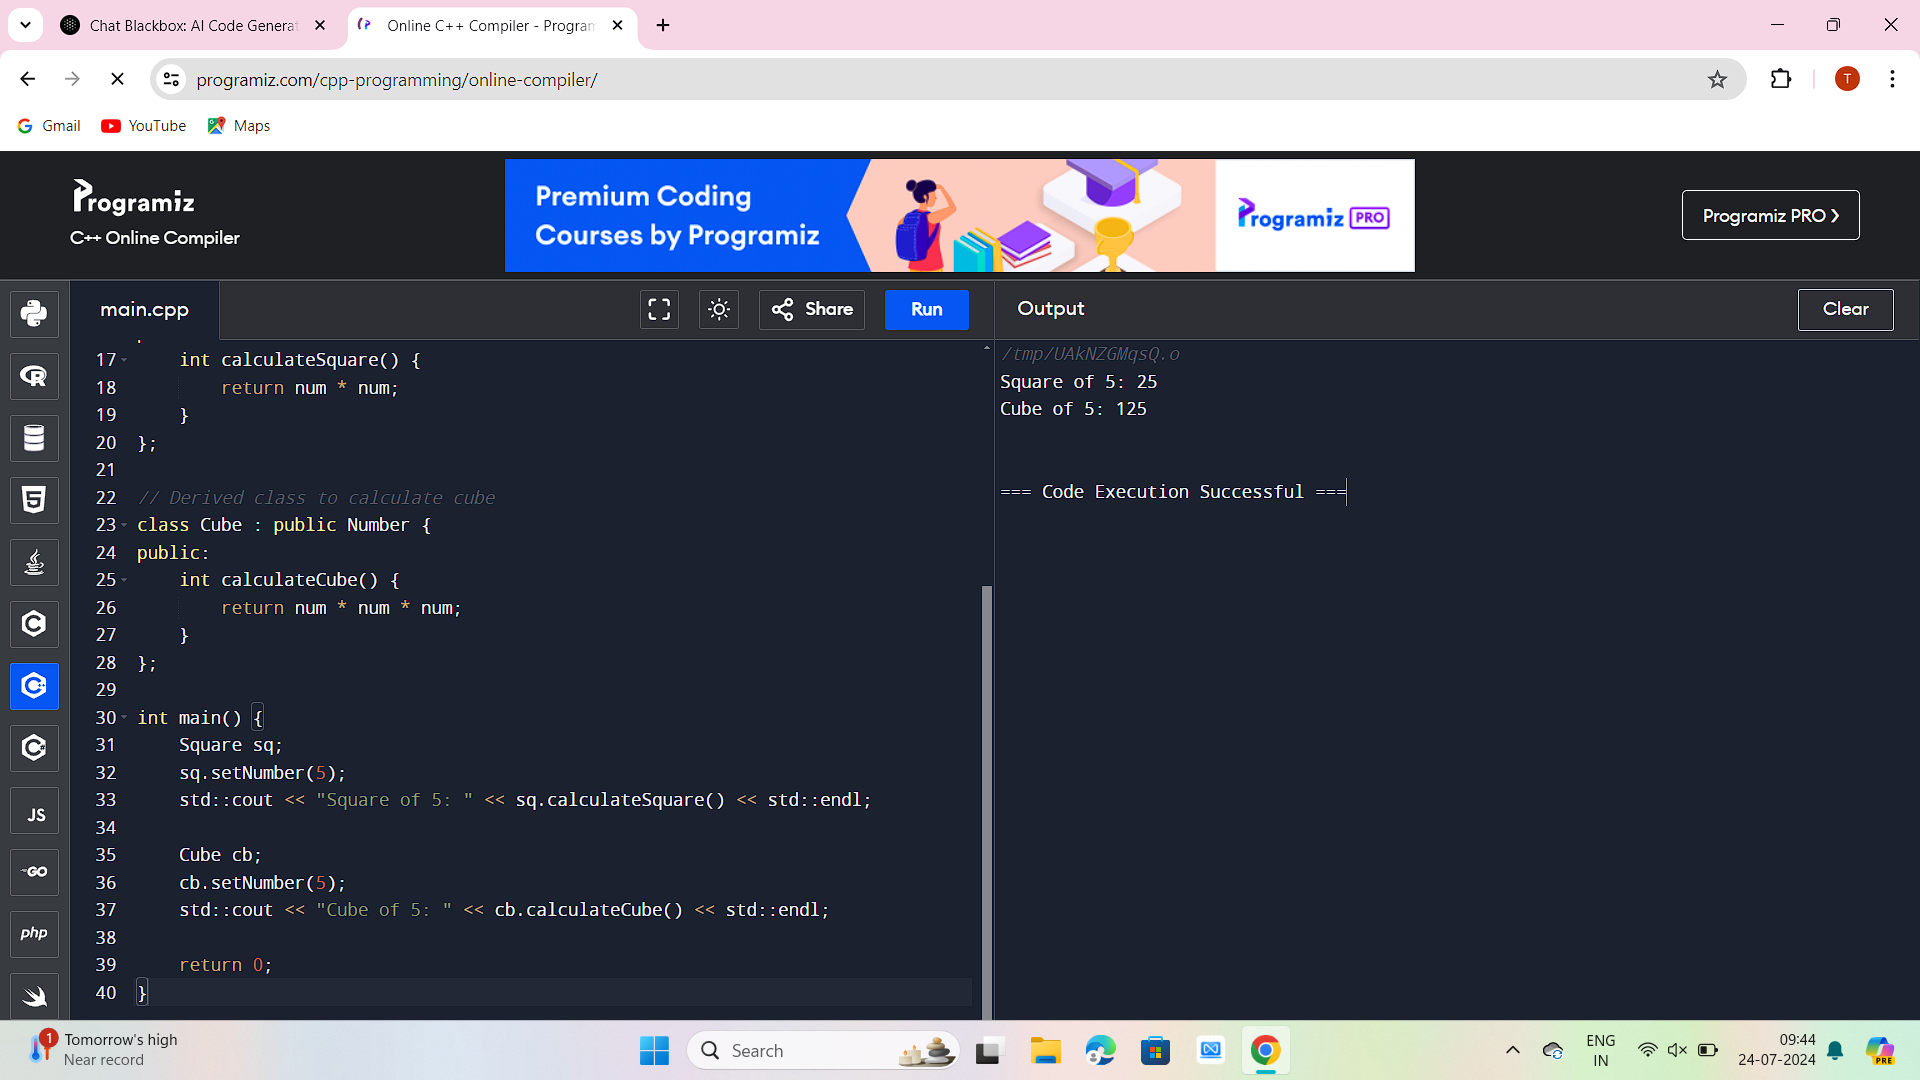 Chat Blackbox: AI Code Generat
Online C++ Compiler - Program
programiz.com/cpp-programming/online-compiler/
T
Gmail
YouTube
Maps
Programiz
C++ Online Compiler
Premium Coding
Courses by Programiz
Programiz PRO
Programiz PRO ❯
main.cpp
Share
Run
Output
Clear
17 int calculateSquare() {
18 return num * num;
19 }
20 };
21
22 // Derived class to calculate cube
23 class Cube : public Number {
24 public:
25 int calculateCube() {
26 return num * num * num;
27 }
28 };
29
30 int main() {
31 Square sq;
32 sq.setNumber(5);
33 std::cout << "Square of 5: " << sq.calculateSquare() << std::endl;
34
35 Cube cb;
36 cb.setNumber(5);
37 std::cout << "Cube of 5: " << cb.calculateCube() << std::endl;
38
39 return 0;
40 }
/tmp/UAkNZGMqsQ.o
Square of 5: 25
Cube of 5: 125
=== Code Execution Successful ===
R
5
C
C++
C#
JS
GO
php
1
Tomorrow's high
Near record
Search
ENG
IN
09:44
24-07-2024
PRE